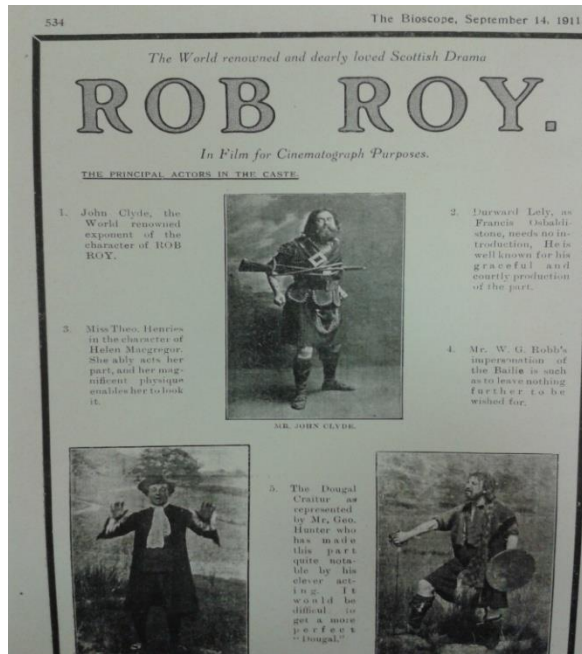 534
The Bioscope, September 14, 1911
The World renowned and dearly loved Scottish Drama
ROB ROY.
In Film for Cinematograph Purposes.
THE PRINCIPAL ACTORS IN THE CASTE.
1. John Clyde, the
World renowned
exponent of the
character of ROB
ROY.
2. Durward Lely, as
Francis Osbaldi-
stone, needs no in-
troduction, He is
well known for his
graceful and
courtly production
of the part.
3. Miss Theo. Henries
in the character of
Helen Macgregor.
She ably acts her
part, and her mag-
nificent physique
enables her to look
it.
4. Mr. W. G. Robb's
impersonation of
the Bailie is such
as to leave nothing
further to be
wished for.
MR. JOHN CLYDE.
5. The Dougal
Craitur as
represented
by Mr. Geo.
Hunter who
has made
this part
quite nota-
ble by his
clever act-
ing. It
would be
difficult to
get a more
perfect
"Dougal."